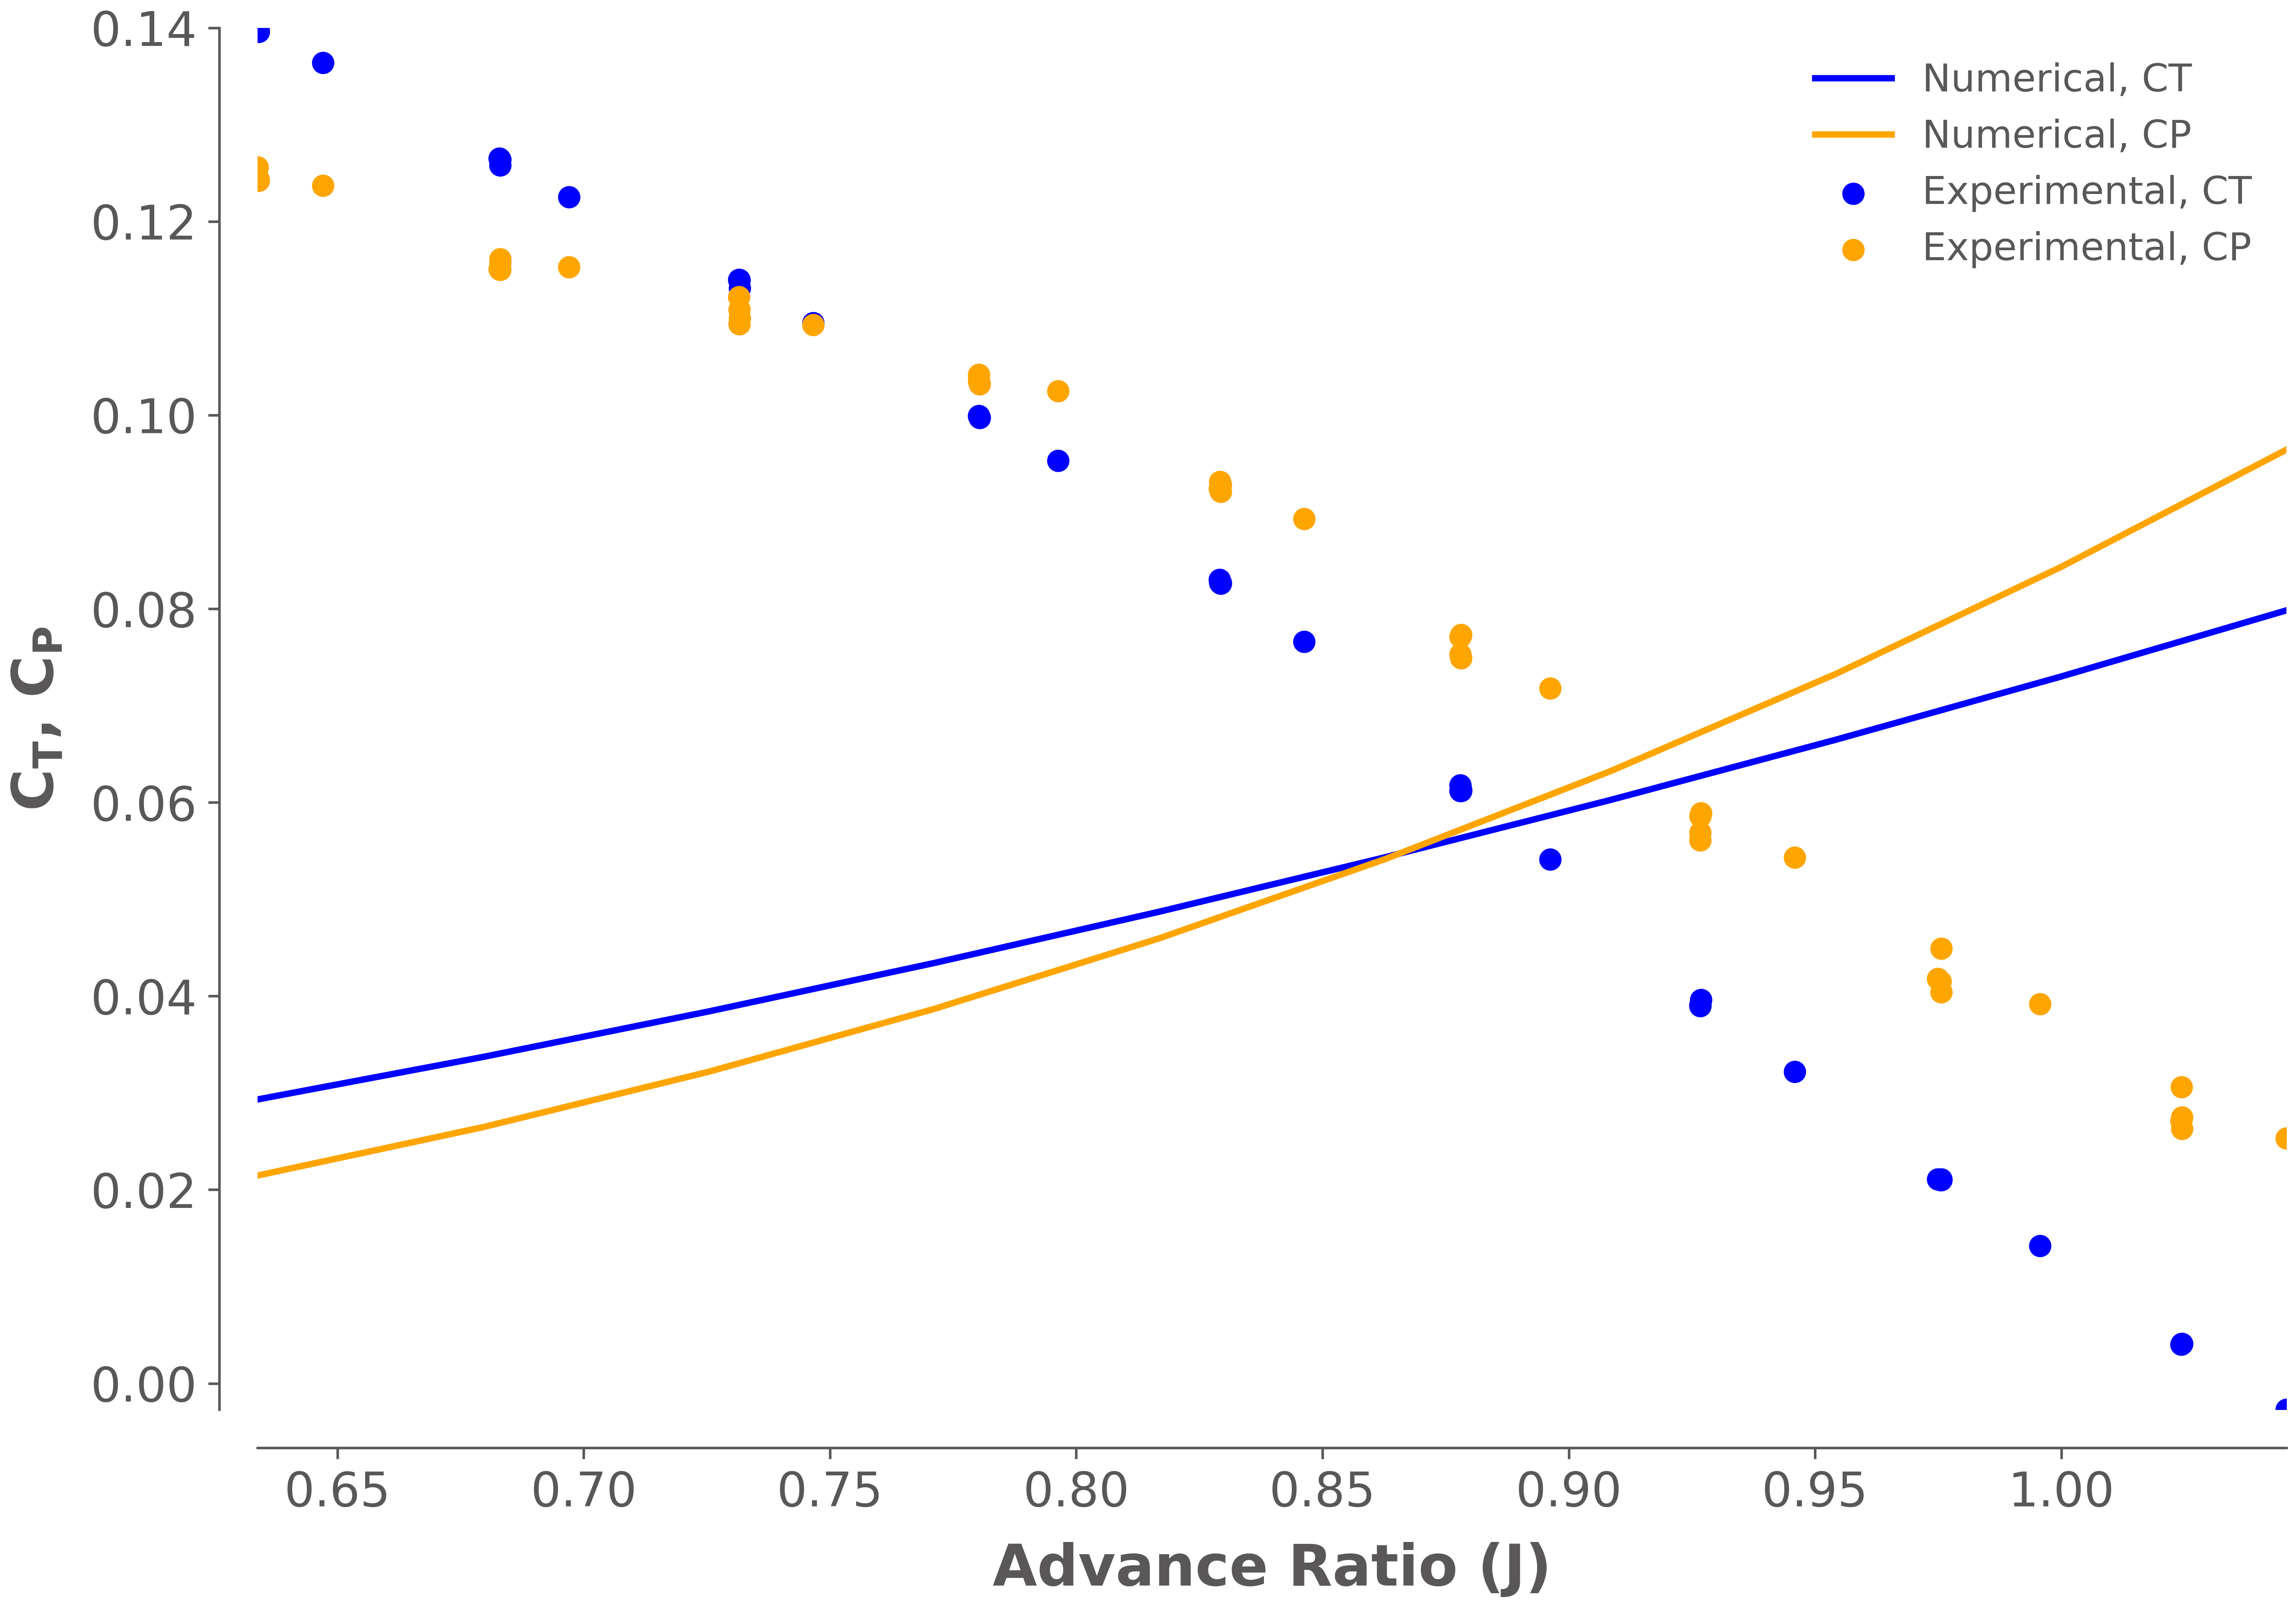 0.14
0.12
0.10
0.08
0.06
0.04
0.02
0.00
C_T, C_P
Numerical, CT
Numerical, CP
Experimental, CT
Experimental, CP
0.65 0.70 0.75 0.80 0.85 0.90 0.95 1.00
Advance Ratio (J)